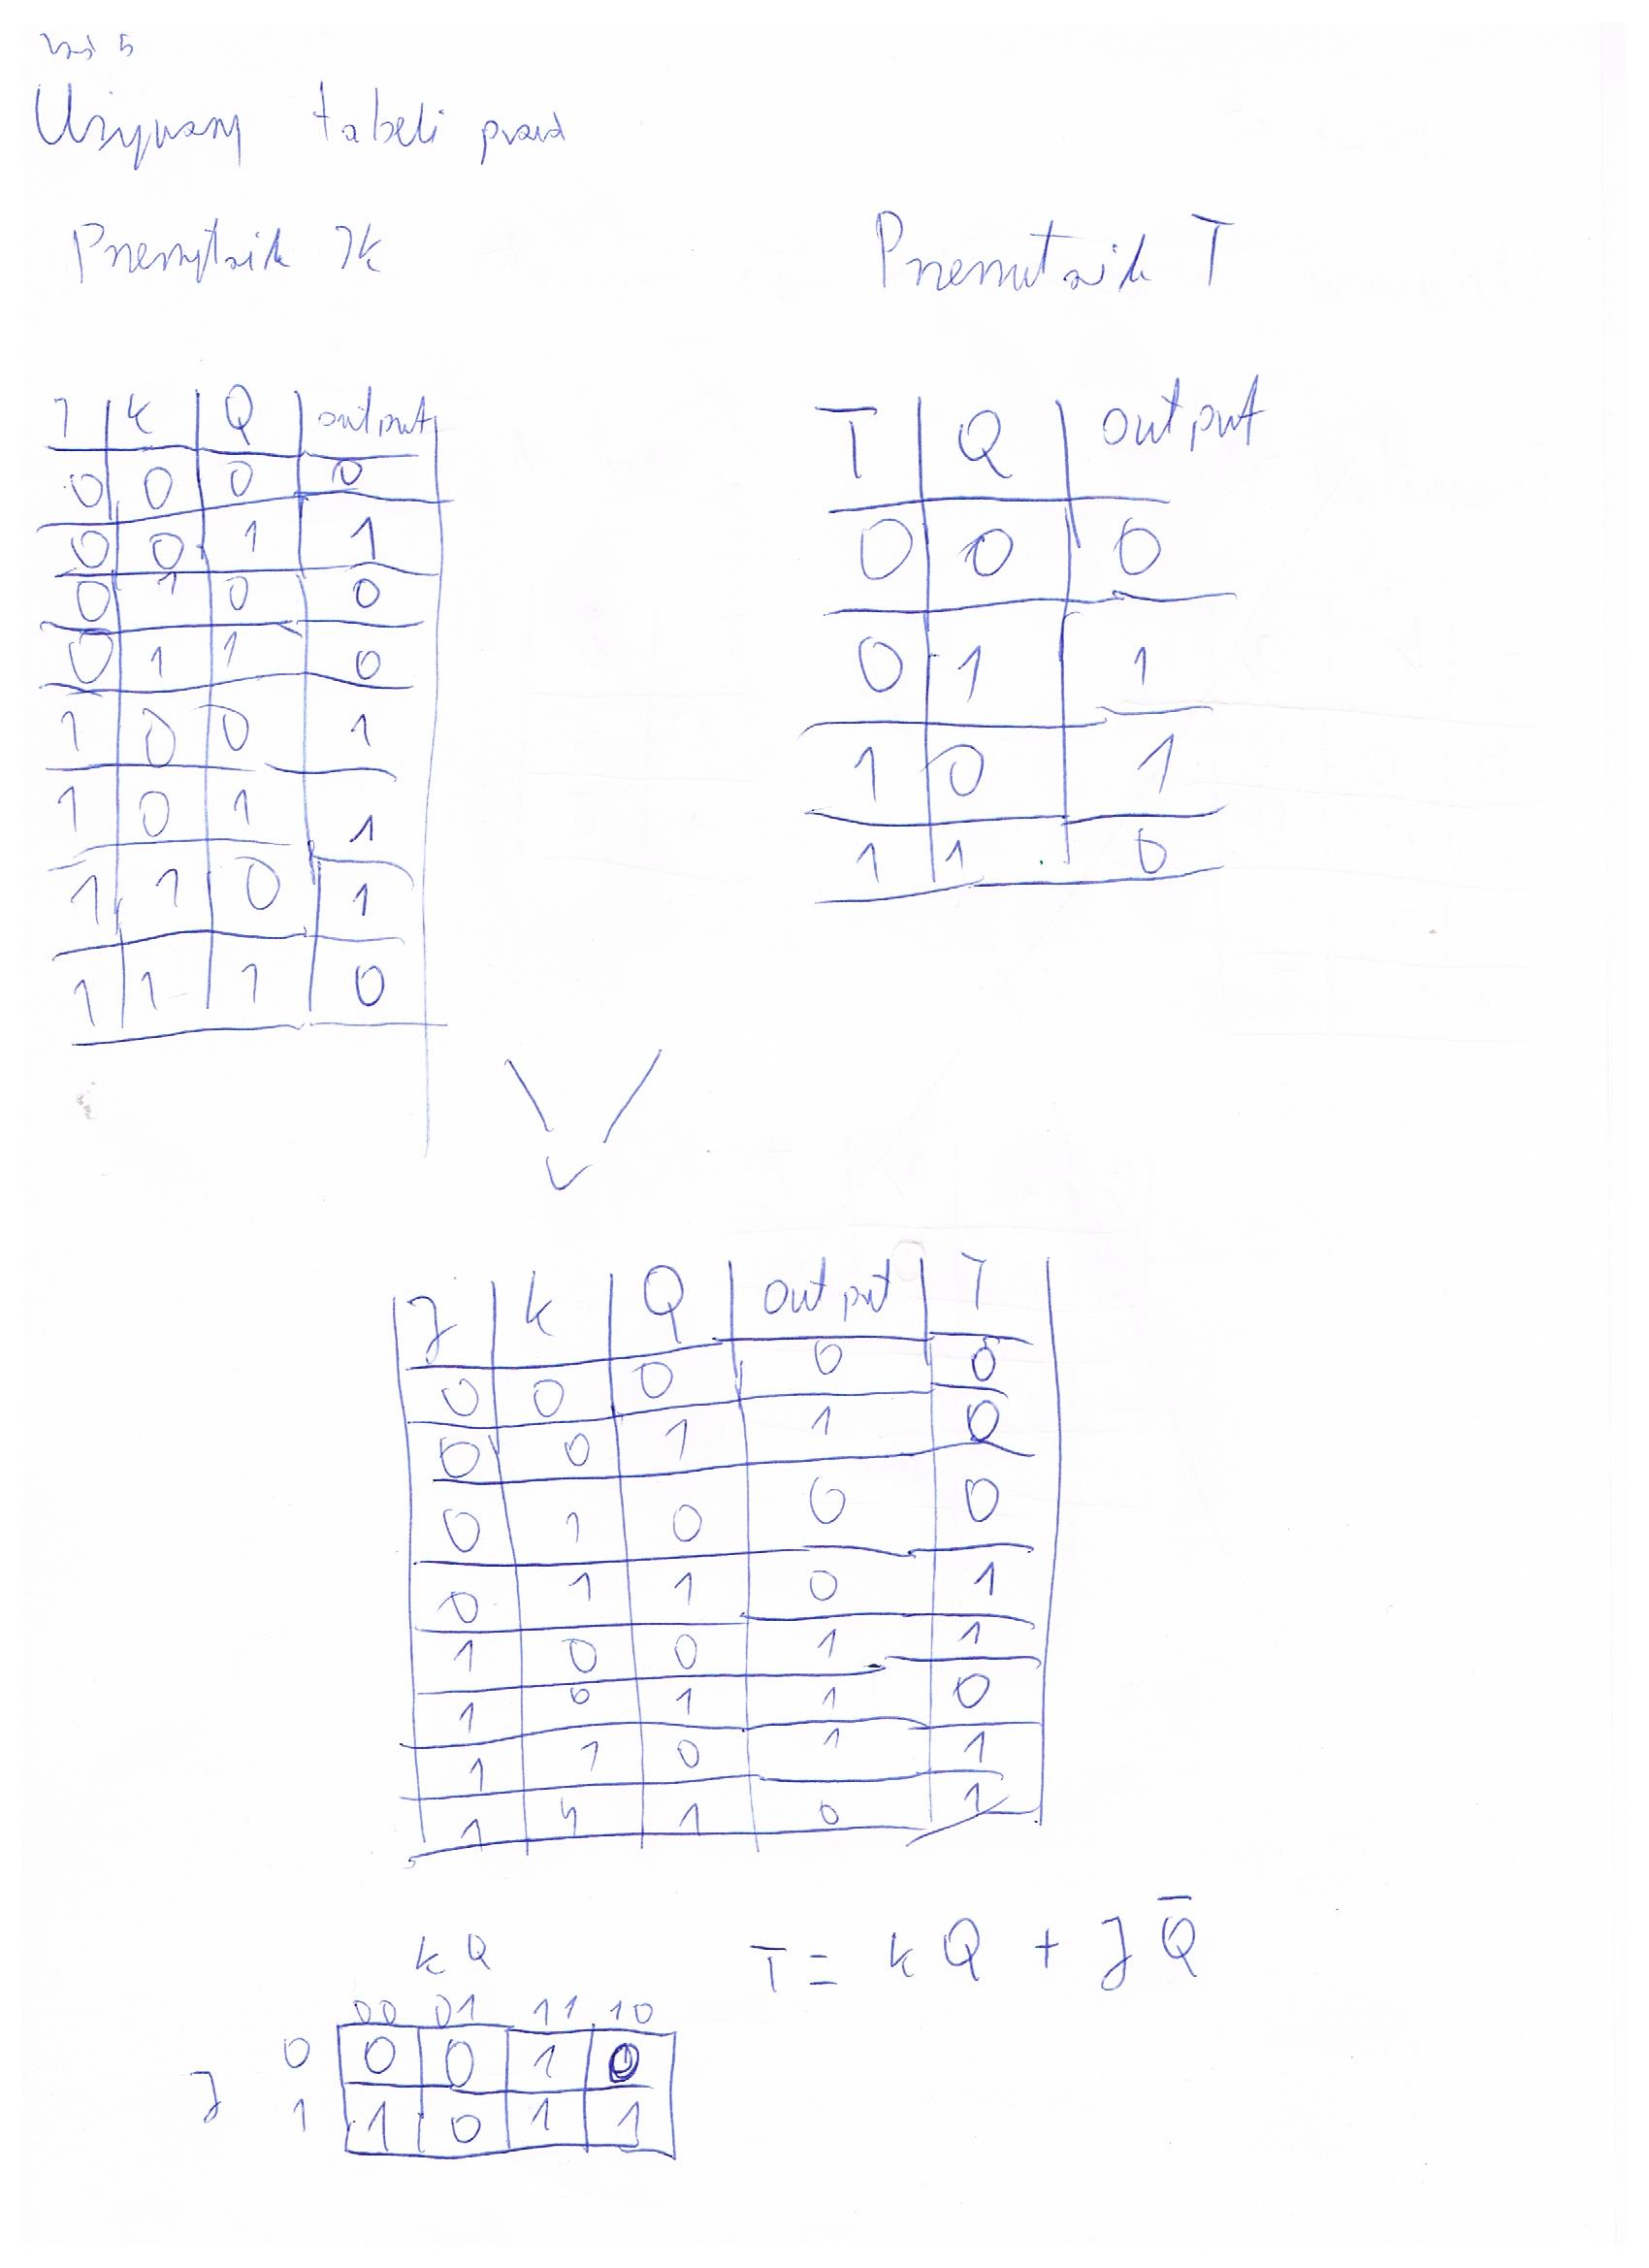 zad 5
Używamy tabeli prawd
Przerzutnik JK
Przerzutnik T
J K Q output
0 0 0 0
0 0 1 1
0 1 0 0
0 1 1 0
1 0 0 1
1 0 1 1
1 1 0 1
1 1 1 0
T Q output
0 0 0
0 1 1
1 0 1
1 1 0
J K Q output T
0 0 0 0 0
0 0 1 1 0
0 1 0 0 0
0 1 1 0 1
1 0 0 1 1
1 0 1 1 0
1 1 0 1 1
1 1 1 0 1
T = KQ + JQ̅
KQ
00 01 11 10
0 0 0 1 0
J
1 1 0 1 1